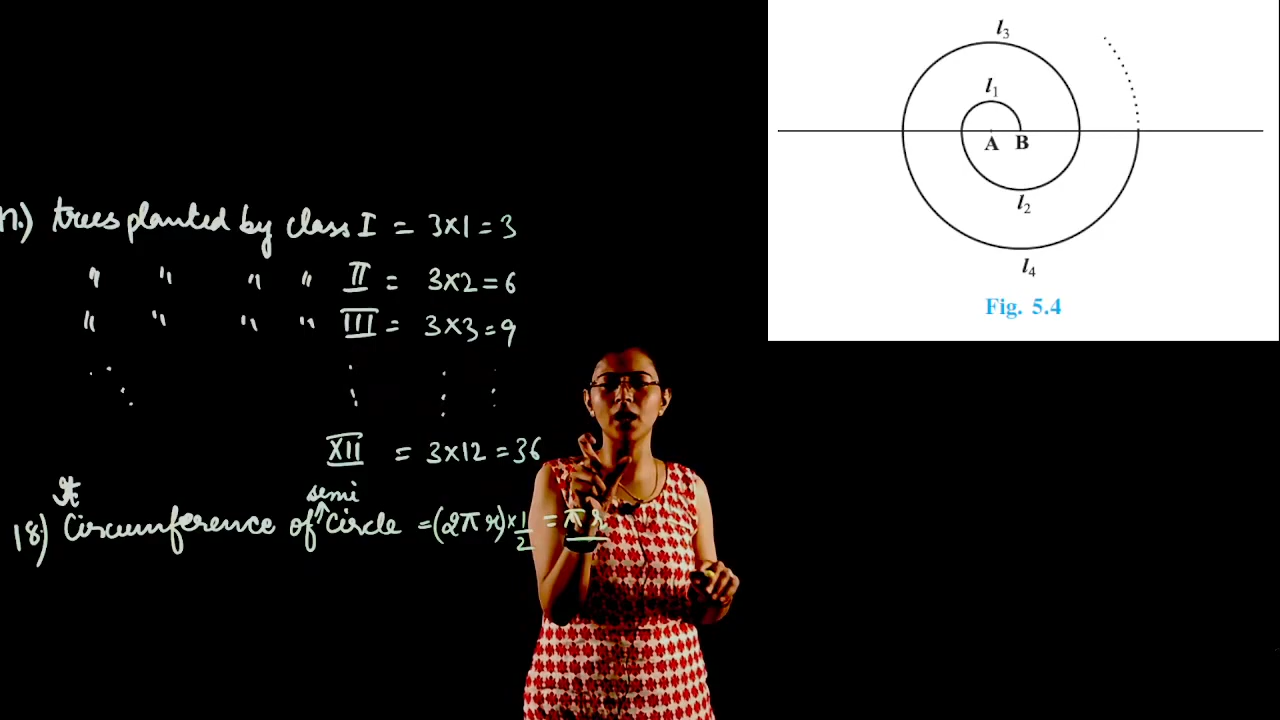 17.) trees planted by class I = 3×1 = 3
" " " " II = 3×2 = 6
" " " " III = 3×3 = 9
XII = 3×12 = 36
semi
18.) Circumference of Circle = (2πr) × 1/2 = πr
l3
l1
A B
l2
l4
Fig. 5.4